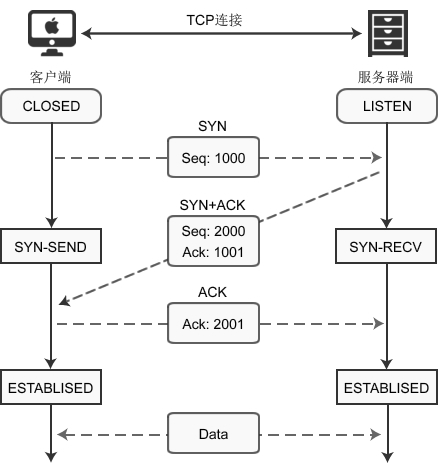 TCP连接
客户端
服务器端
CLOSED
LISTEN
SYN
Seq: 1000
SYN+ACK
Seq: 2000
Ack: 1001
SYN-SEND
SYN-RECV
ACK
Ack: 2001
ESTABLISED
ESTABLISED
Data